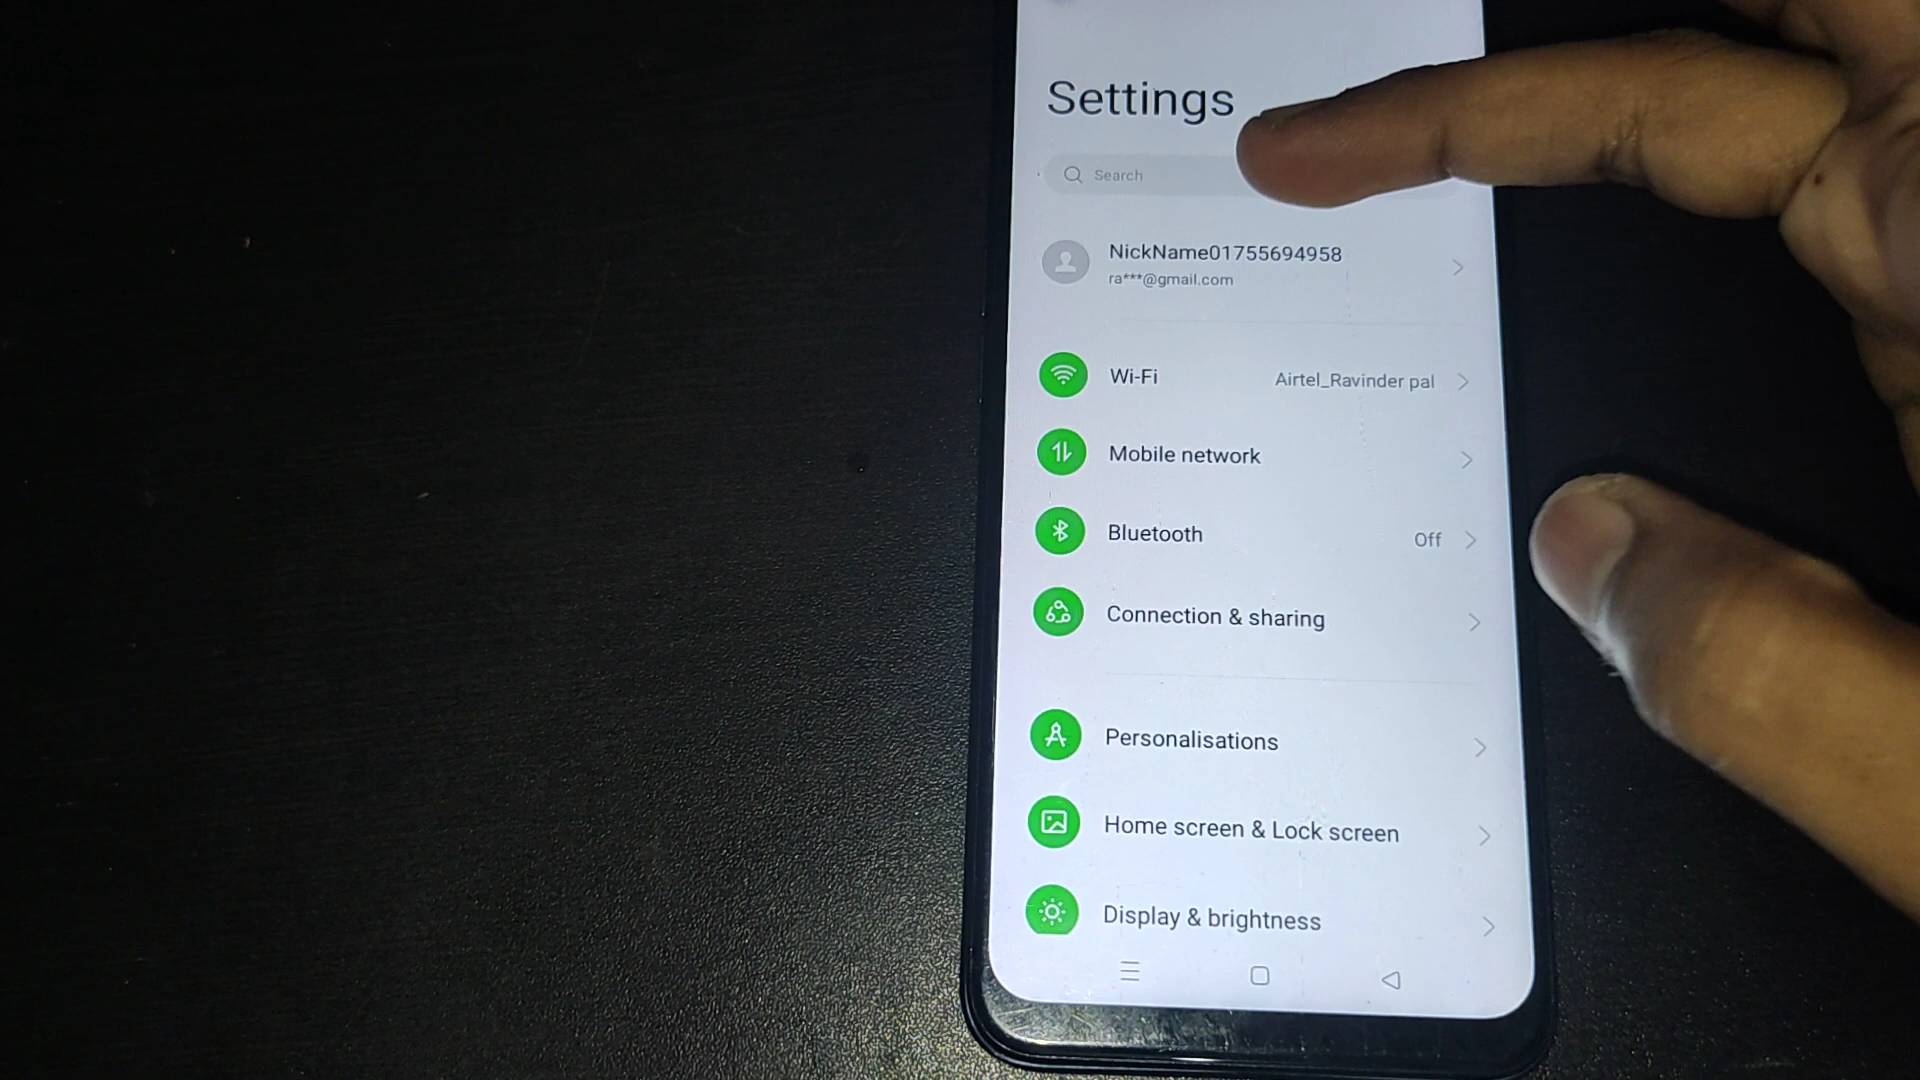 Settings
Search
NickName01755694958
ra***@gmail.com
Wi-Fi Airtel_Ravinder pal
Mobile network
Bluetooth Off
Connection & sharing
Personalisations
Home screen & Lock screen
Display & brightness